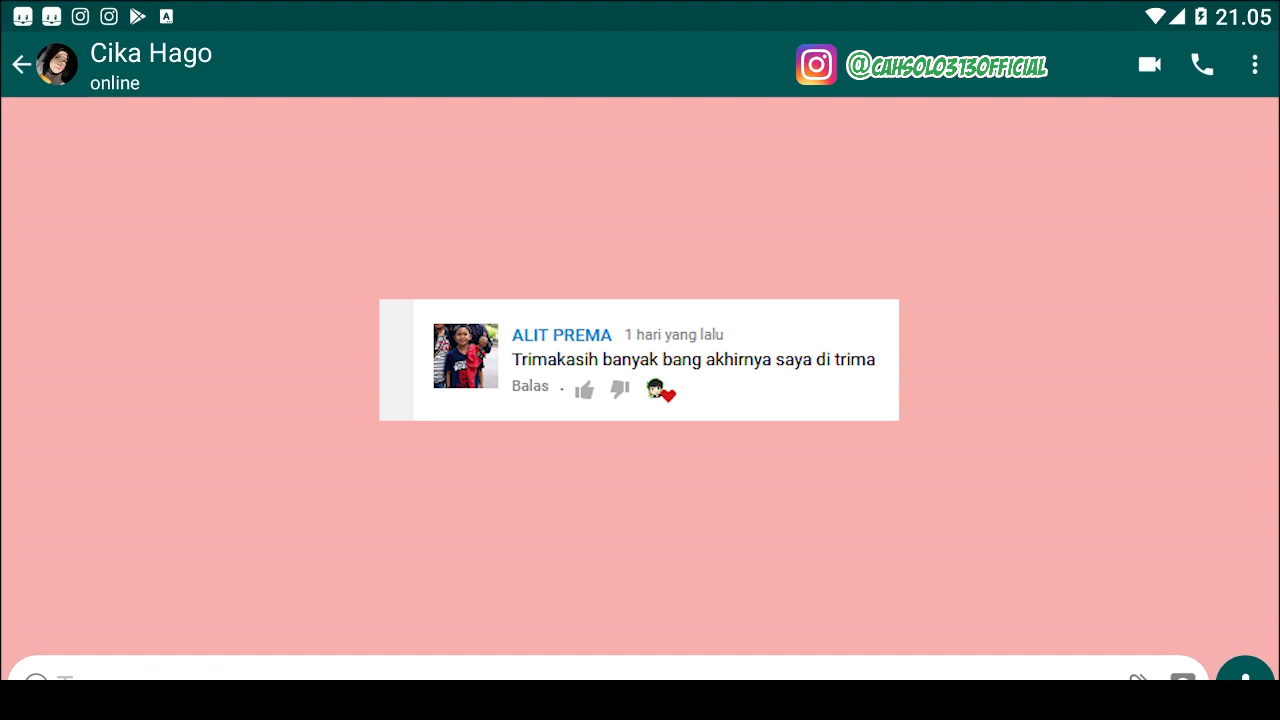 21.05
Cika Hago
online
@CAHSOLO313OFFICIAL
ALIT PREMA 1 hari yang lalu
Trimakasih banyak bang akhirnya saya di trima
Balas